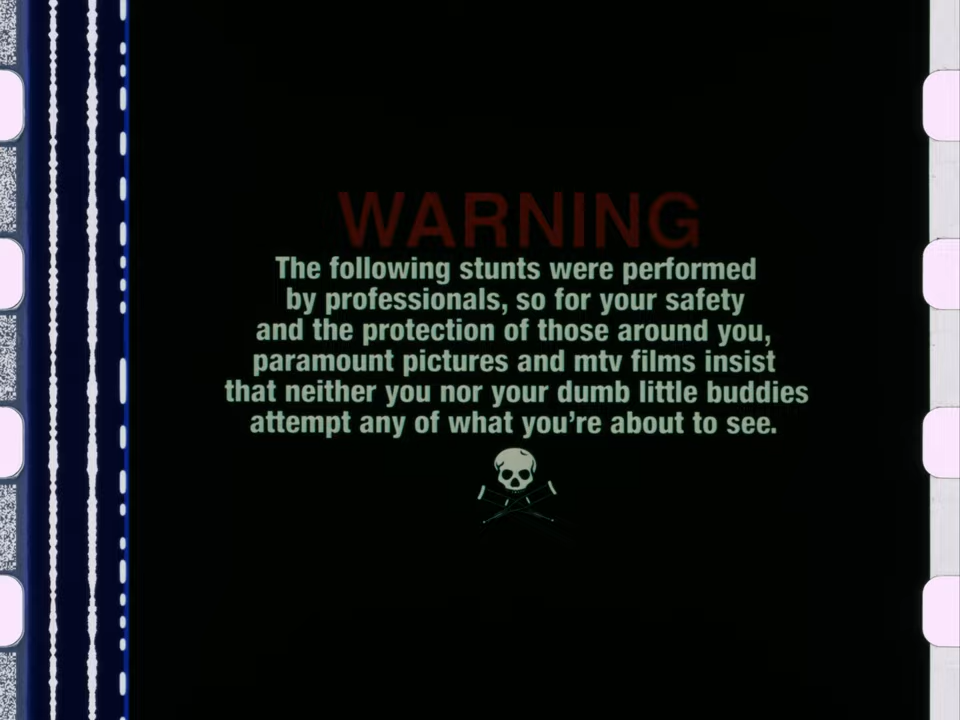 WARNING
The following stunts were performed
by professionals, so for your safety
and the protection of those around you,
paramount pictures and mtv films insist
that neither you nor your dumb little buddies
attempt any of what you're about to see.